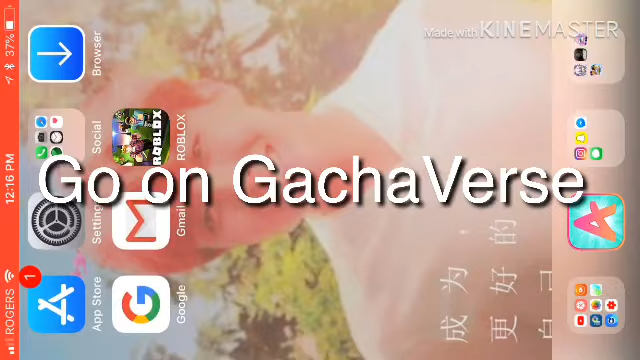 Made with KINEMASTER
Go on GachaVerse
ROGERS 12:16 PM 37%
Browser
Social
ROBLOX
ROBLOX
Settings
Gmail
1
App Store
Google
成为
更好的
自己